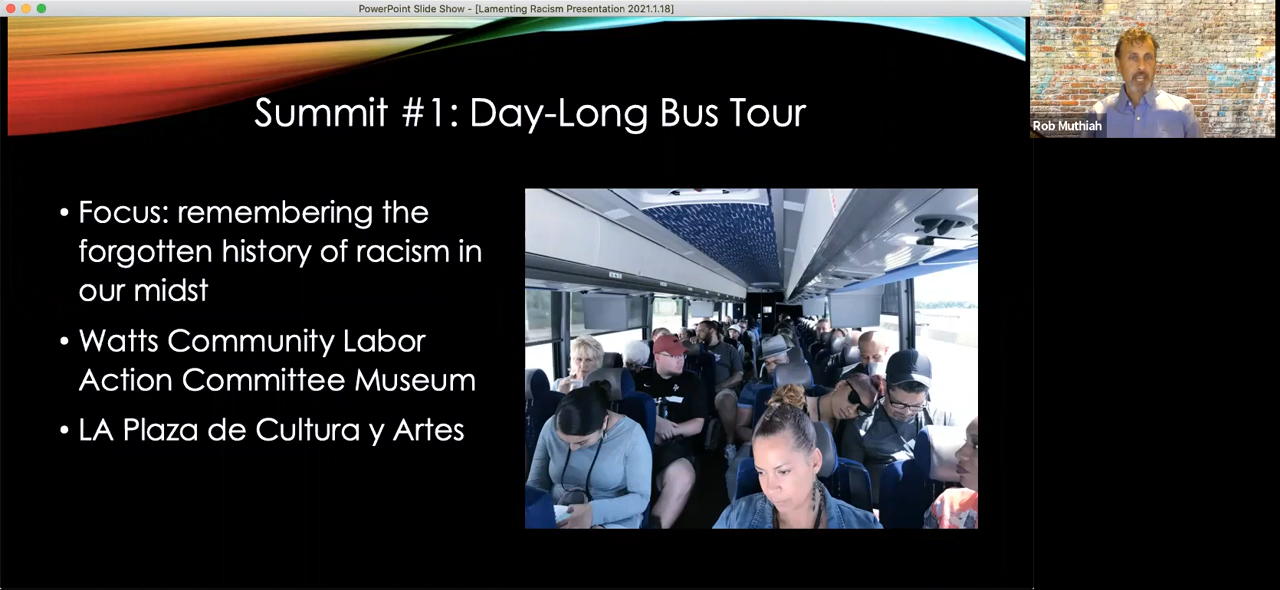 PowerPoint Slide Show - [Lamenting Racism Presentation 2021.1.18]
Summit #1: Day-Long Bus Tour
Rob Muthiah
• Focus: remembering the
forgotten history of racism in
our midst
• Watts Community Labor
Action Committee Museum
• LA Plaza de Cultura y Artes